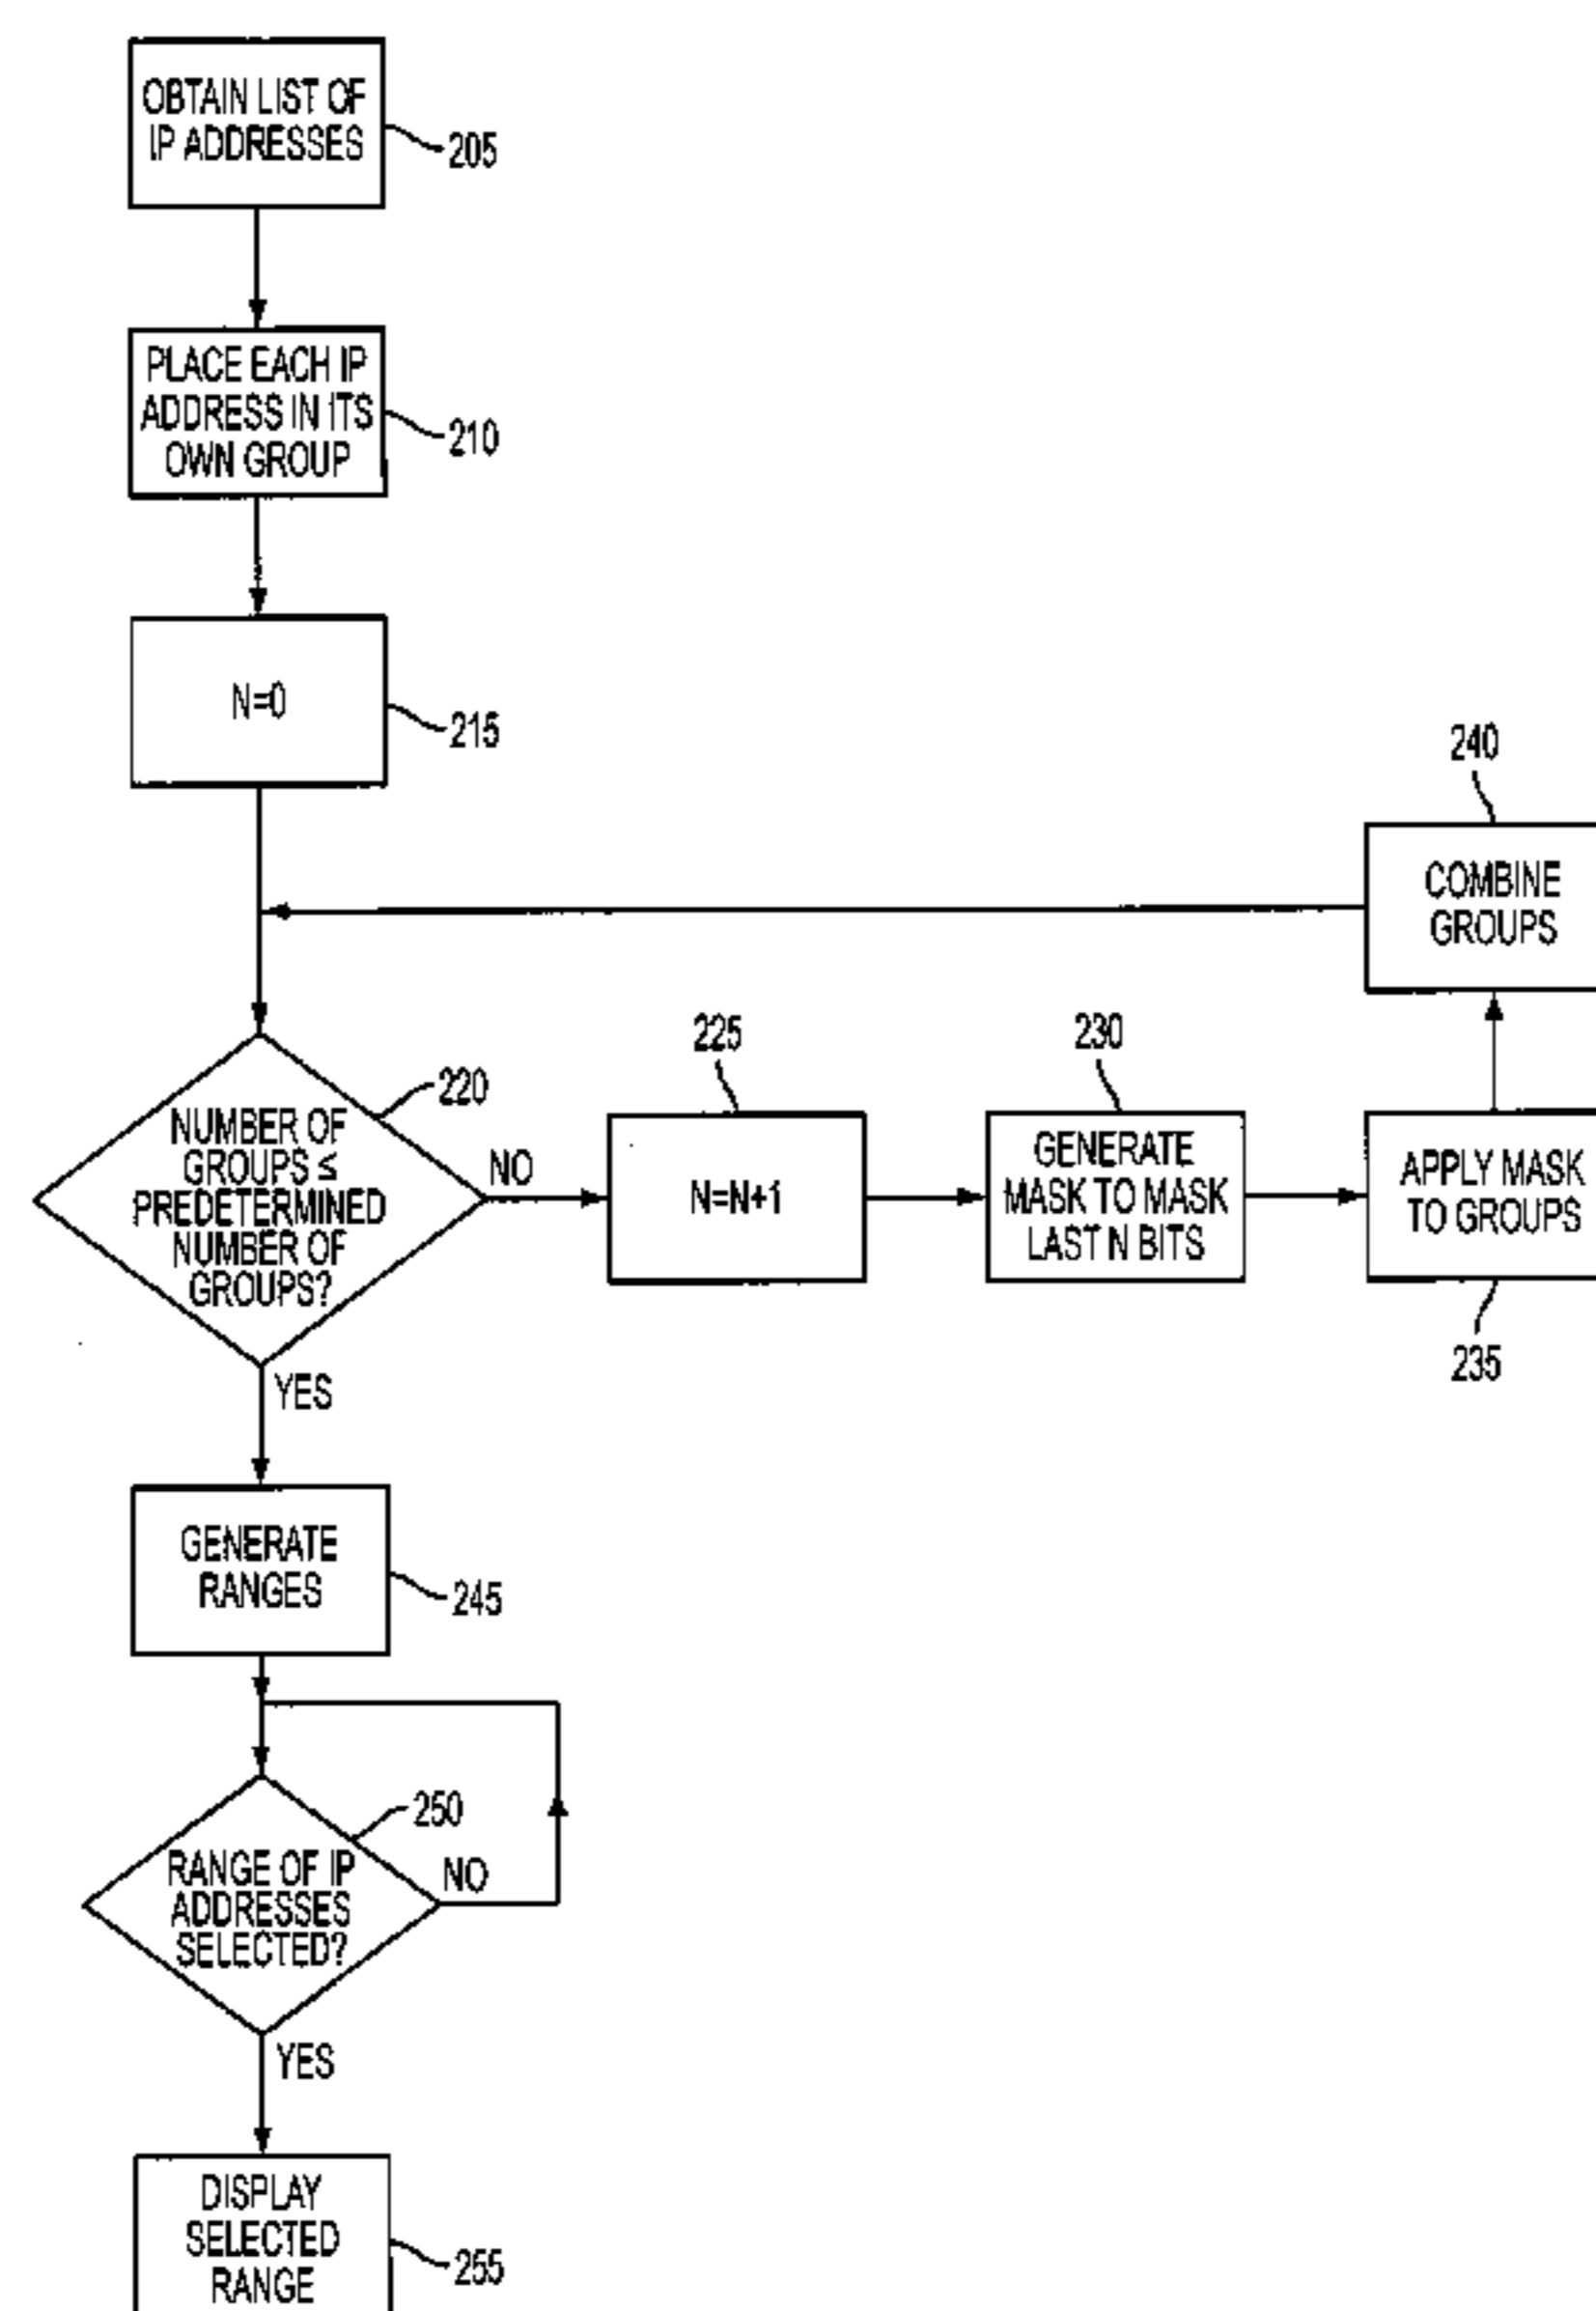 OBTAIN LIST OF
IP ADDRESSES
205
PLACE EACH IP
ADDRESS IN ITS
OWN GROUP
210
N=0
215
240
COMBINE
GROUPS
220
NUMBER OF
GROUPS ≤
PREDETERMINED
NUMBER OF
GROUPS?
NO
225
N=N+1
230
GENERATE
MASK TO MASK
LAST N BITS
APPLY MASK
TO GROUPS
235
YES
GENERATE
RANGES
245
250
RANGE OF IP
ADDRESSES
SELECTED?
NO
YES
DISPLAY
SELECTED
RANGE
255